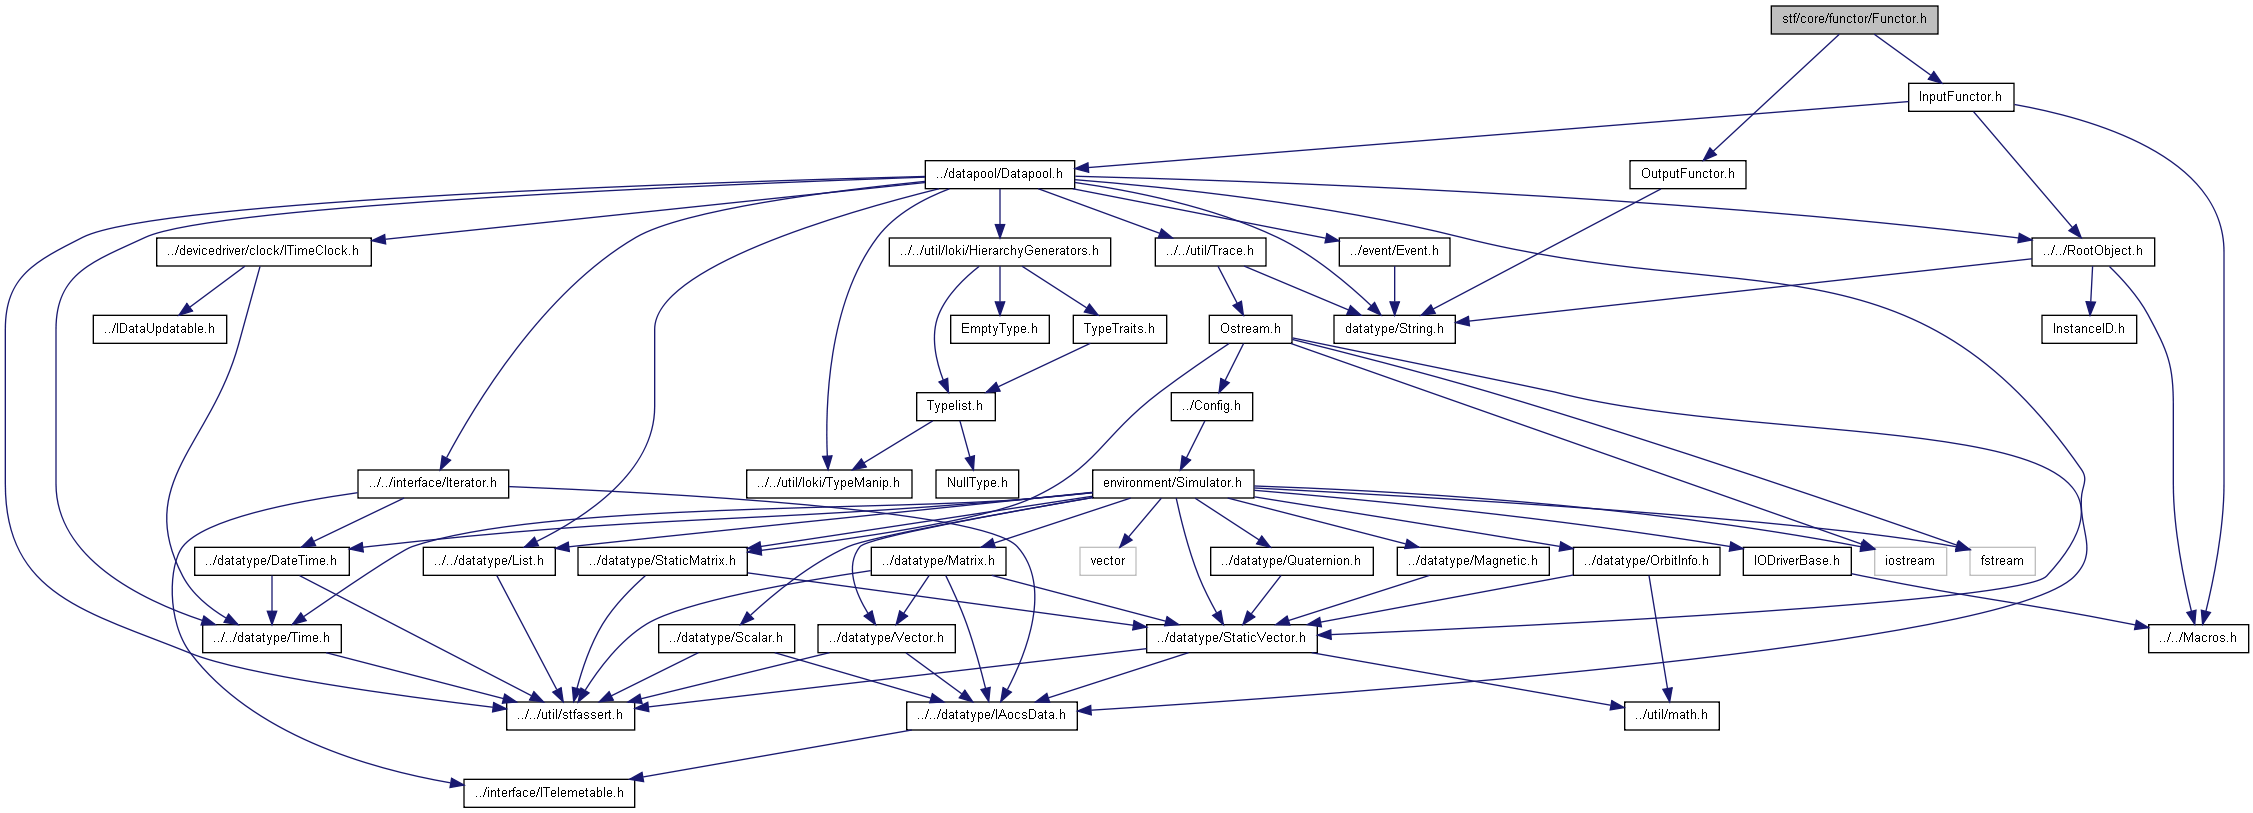 stf/core/functor/Functor.h
InputFunctor.h
../datapool/Datapool.h
OutputFunctor.h
../devicedriver/clock/ITimeClock.h
../../util/loki/HierarchyGenerators.h
../../util/Trace.h
../event/Event.h
../../RootObject.h
../IDataUpdatable.h
EmptyType.h
TypeTraits.h
Ostream.h
datatype/String.h
InstanceID.h
Typelist.h
../Config.h
../../interface/Iterator.h
../../util/loki/TypeManip.h
NullType.h
environment/Simulator.h
../datatype/DateTime.h
../../datatype/List.h
../datatype/StaticMatrix.h
../datatype/Matrix.h
vector
../datatype/Quaternion.h
../datatype/Magnetic.h
../datatype/OrbitInfo.h
IODriverBase.h
iostream
fstream
../../datatype/Time.h
../datatype/Scalar.h
../datatype/Vector.h
../datatype/StaticVector.h
../../Macros.h
../../util/stfassert.h
../../datatype/IAocsData.h
../util/math.h
../interface/ITelemetable.h